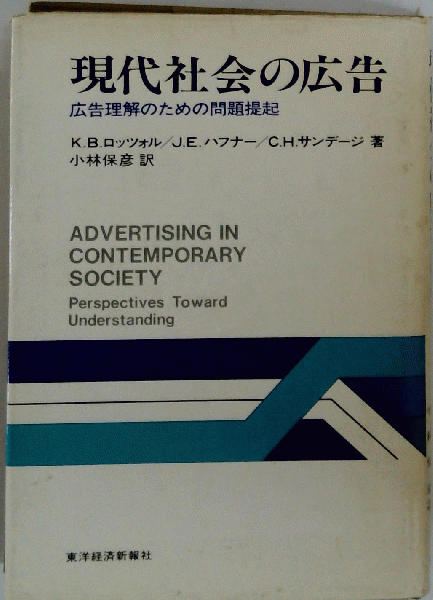 現代社会の広告
広告理解のための問題提起
K.B.ロッツォル/J.E.ハフナー/C.H.サンデージ 著
小林保彦 訳
ADVERTISING IN
CONTEMPORARY
SOCIETY
Perspectives Toward
Understanding
東洋経済新報社